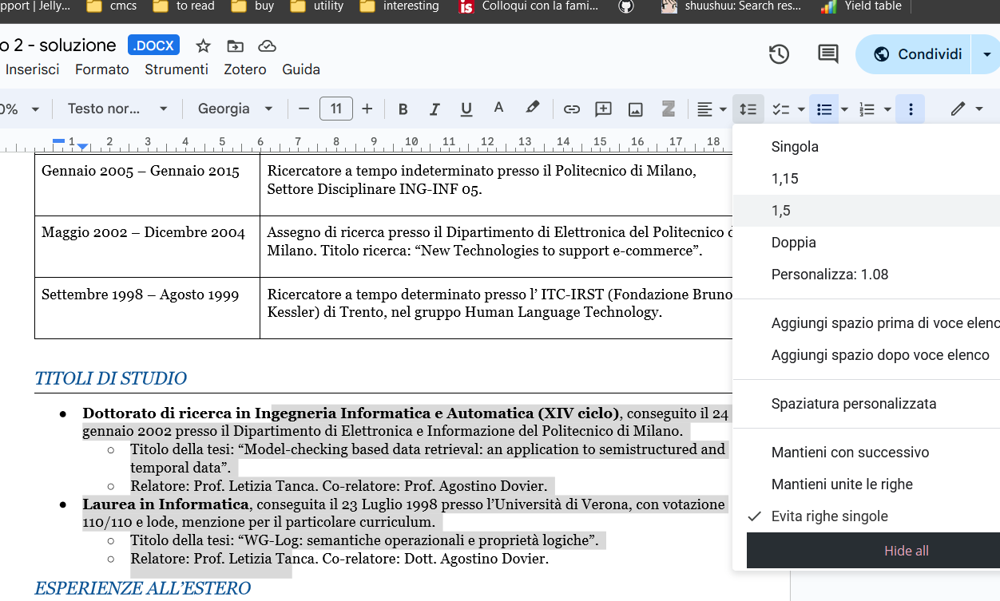 pport | Jelly... cmcs to read buy utility interesting is Colloqui con la fami... shuushuu: Search res... Yield table
o 2 - soluzione .DOCX
Condividi
Inserisci Formato Strumenti Zotero Guida
0% Testo nor... Georgia − 11 + B I U A Z
1 2 3 4 5 6 7 8 9 10 11 12 13 14 15 16 17 18
Gennaio 2005 – Gennaio 2015
Ricercatore a tempo indeterminato presso il Politecnico di Milano,
Settore Disciplinare ING-INF 05.
Maggio 2002 – Dicembre 2004
Assegno di ricerca presso il Dipartimento di Elettronica del Politecnico d
Milano. Titolo ricerca: “New Technologies to support e-commerce”.
Settembre 1998 – Agosto 1999
Ricercatore a tempo determinato presso l’ ITC-IRST (Fondazione Bruno
Kessler) di Trento, nel gruppo Human Language Technology.
TITOLI DI STUDIO
● Dottorato di ricerca in Ingegneria Informatica e Automatica (XIV ciclo), conseguito il 24
gennaio 2002 presso il Dipartimento di Elettronica e Informazione del Politecnico di Milano.
○ Titolo della tesi: “Model-checking based data retrieval: an application to semistructured and
temporal data”.
○ Relatore: Prof. Letizia Tanca. Co-relatore: Prof. Agostino Dovier.
● Laurea in Informatica, conseguita il 23 Luglio 1998 presso l’Università di Verona, con votazione
110/110 e lode, menzione per il particolare curriculum.
○ Titolo della tesi: “WG-Log: semantiche operazionali e proprietà logiche”.
○ Relatore: Prof. Letizia Tanca. Co-relatore: Dott. Agostino Dovier.
ESPERIENZE ALL’ESTERO
Singola
1,15
1,5
Doppia
Personalizza: 1.08
Aggiungi spazio prima di voce elenc
Aggiungi spazio dopo voce elenco
Spaziatura personalizzata
Mantieni con successivo
Mantieni unite le righe
Evita righe singole
Hide all